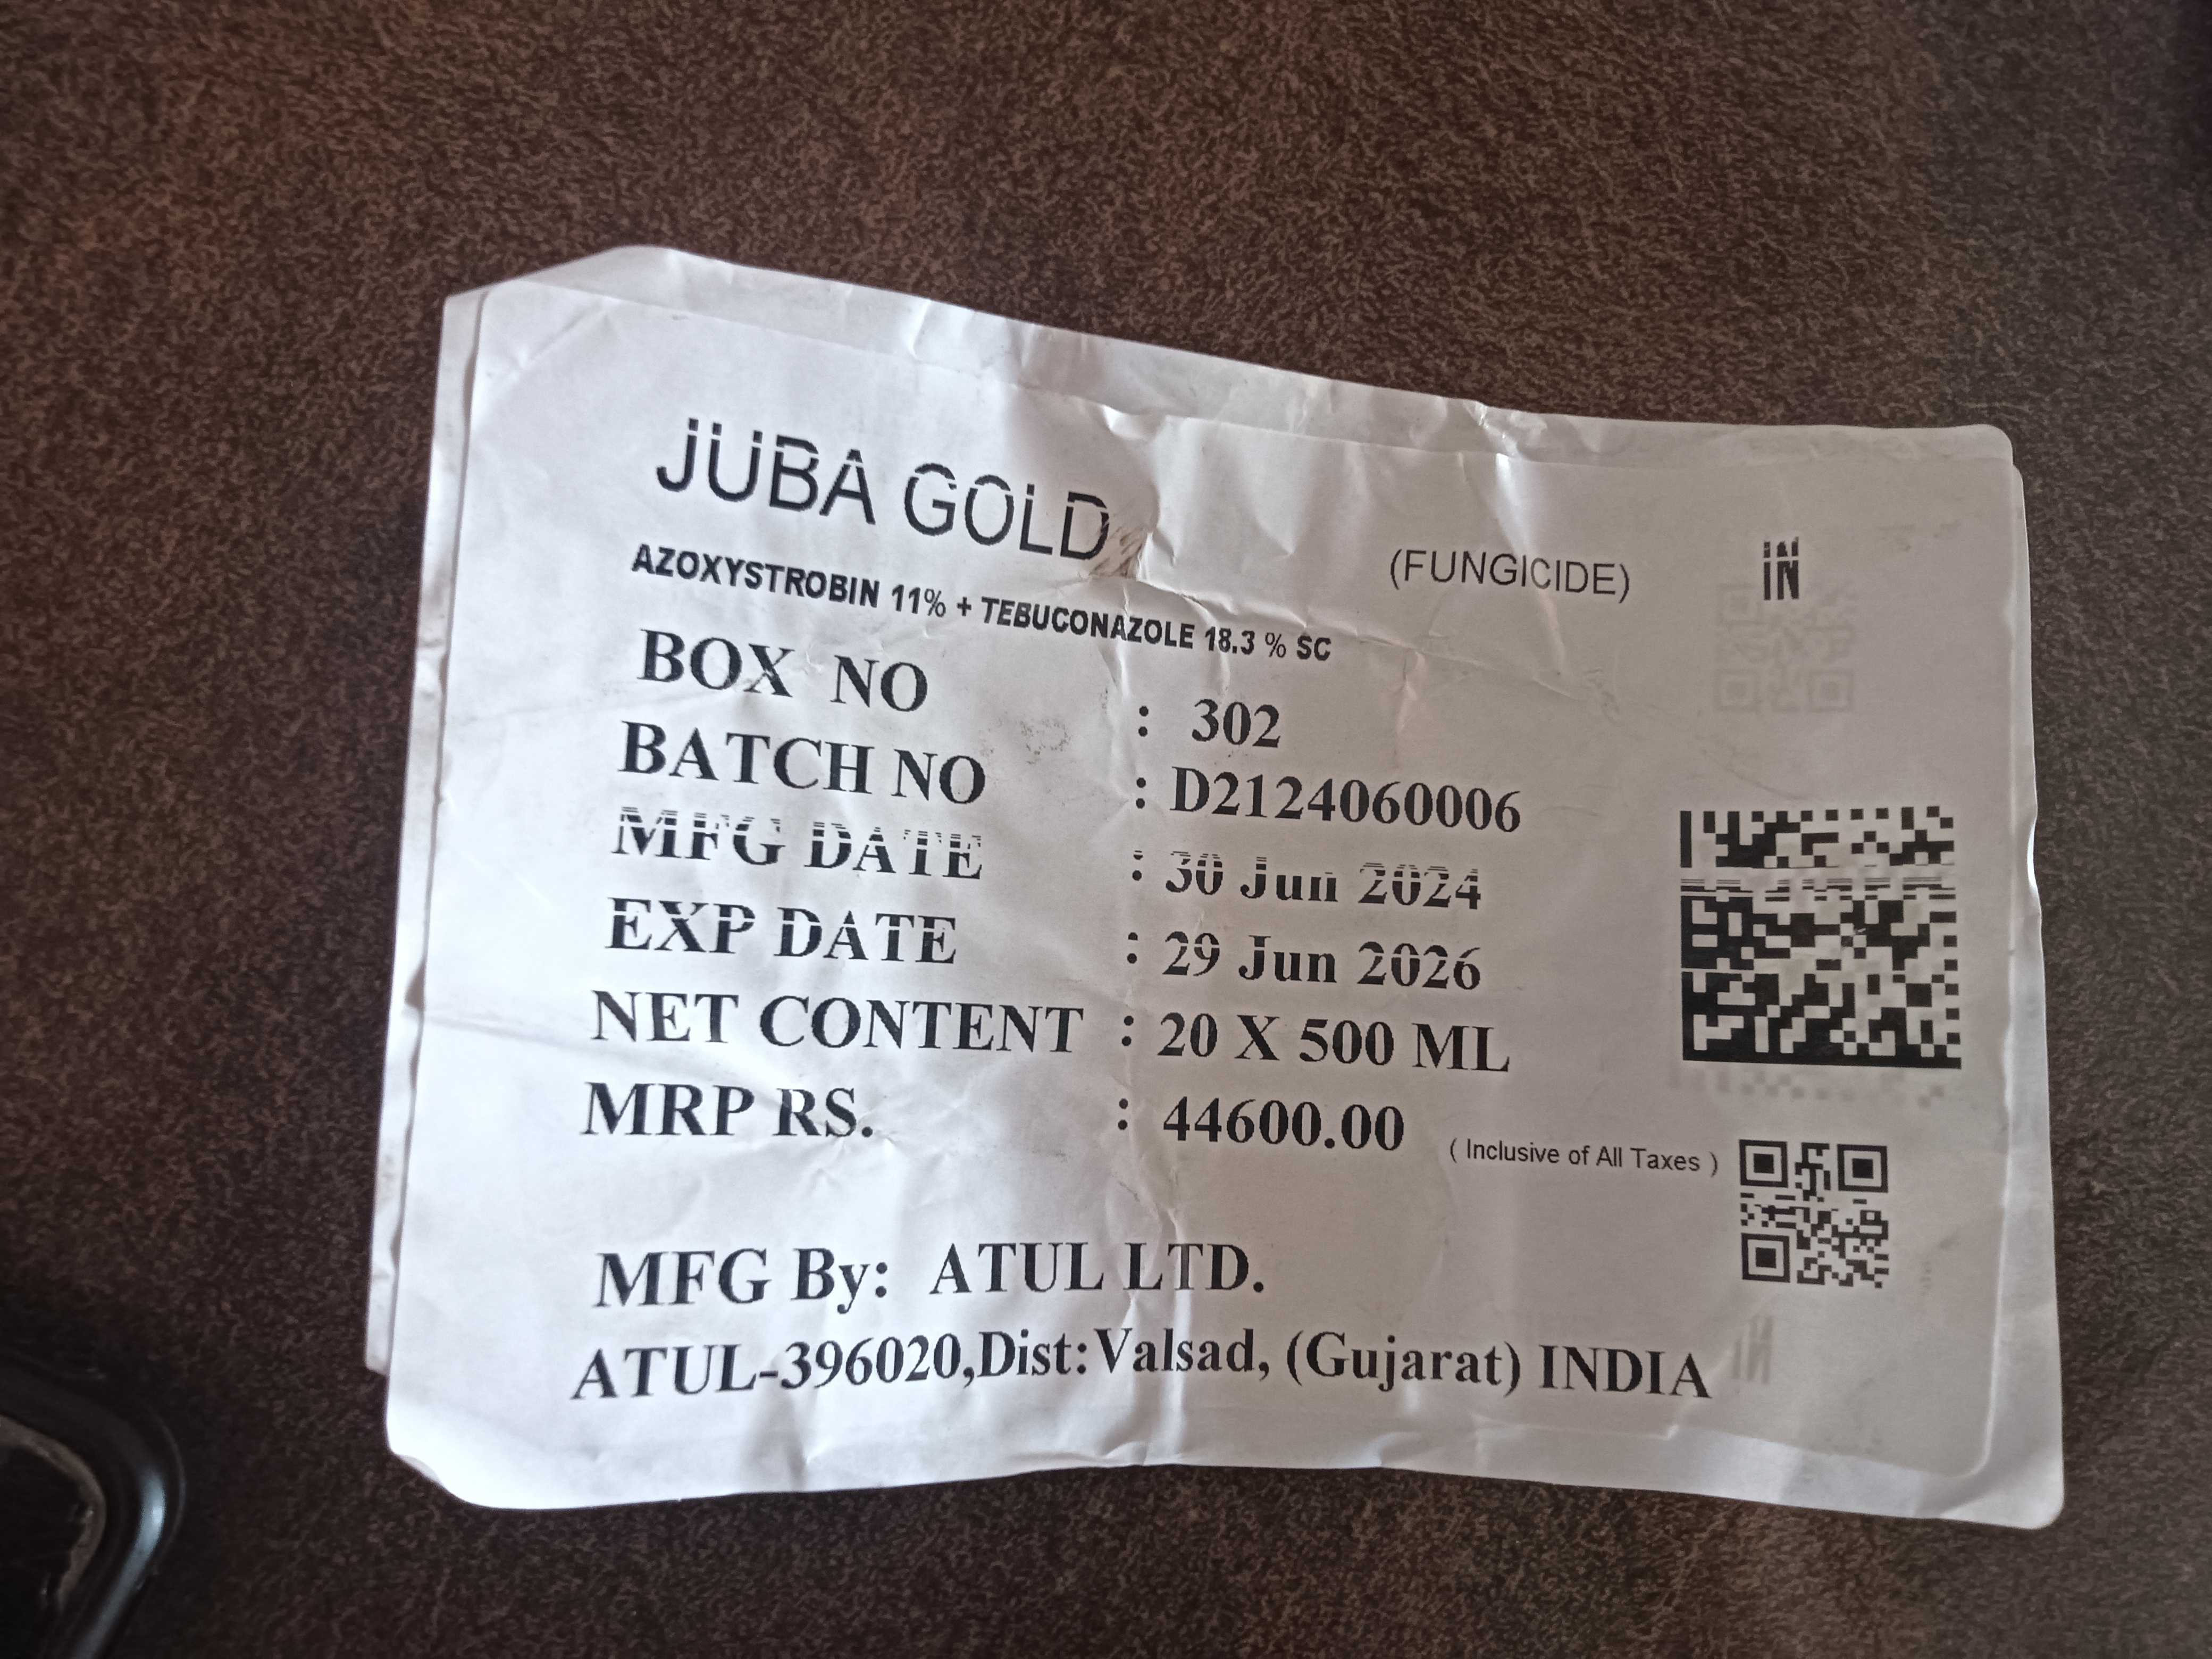 JUBA GOLD
(FUNGICIDE) IN
AZOXYSTROBIN 11% + TEBUCONAZOLE 18.3 % SC
BOX NO : 302
BATCH NO : D2124060006
MFG DATE : 30 Jun 2024
EXP DATE : 29 Jun 2026
NET CONTENT : 20 X 500 ML
MRP RS. : 44600.00 ( Inclusive of All Taxes )
MFG By: ATUL LTD.
ATUL-396020,Dist:Valsad, (Gujarat) INDIA